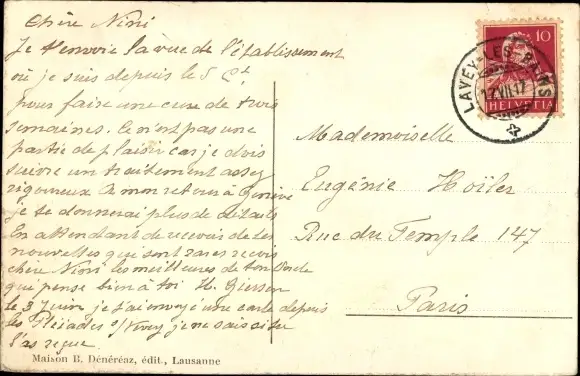 Chère Nini
Je t'envoie la vue de l'établissement
où je suis depuis le 5 Ct
pour faire une cure de trois
semaines. Ce n'est pas une
partie de plaisir car je dois
suivre un traitement assez
rigoureux. A mon retour à Genève
je te donnerai plus de détails
En attendant de recevoir de tes
nouvelles qui sont rares reçois
chère Nini les meilleures de ton Oncle
qui pense bien à toi H.
le 3 Juin je t'ai envoyé une carte depuis
les Pléiades s/Vevey je ne sais si tu
l'as reçue.
Maison B. Dénéréaz, édit., Lausanne
10
HELVETIA
LAVEY-LES-BAINS
17.VII.17
Mademoiselle
Eugénie Hoïler
Rue du Temple 147
Paris